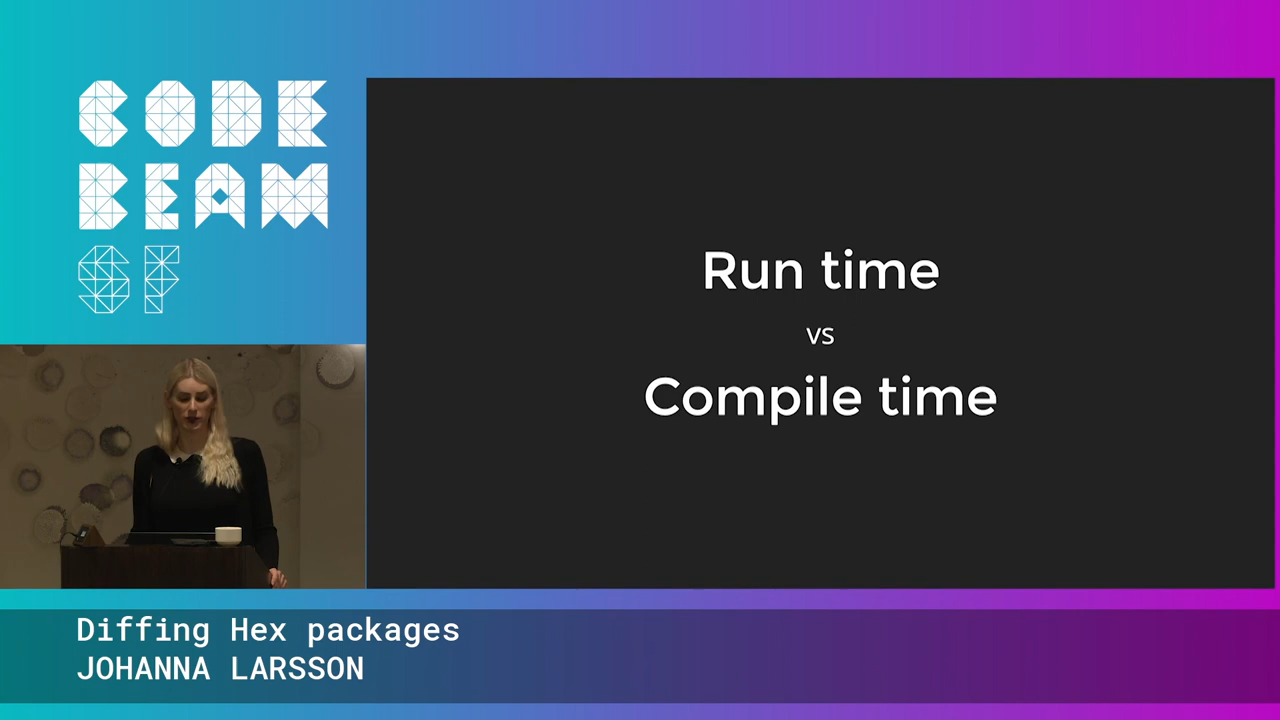 CODE
BEAM
SF
Run time
vs
Compile time
Diffing Hex packages
JOHANNA LARSSON